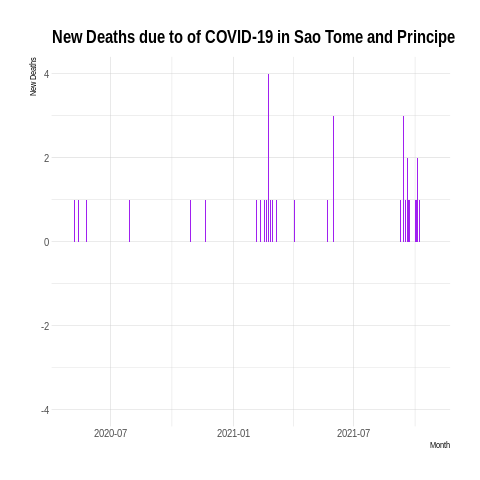 New Deaths due to of COVID-19 in Sao Tome and Principe
New Deaths
4
2
0
-2
-4
2020-07
2021-01
2021-07
Month